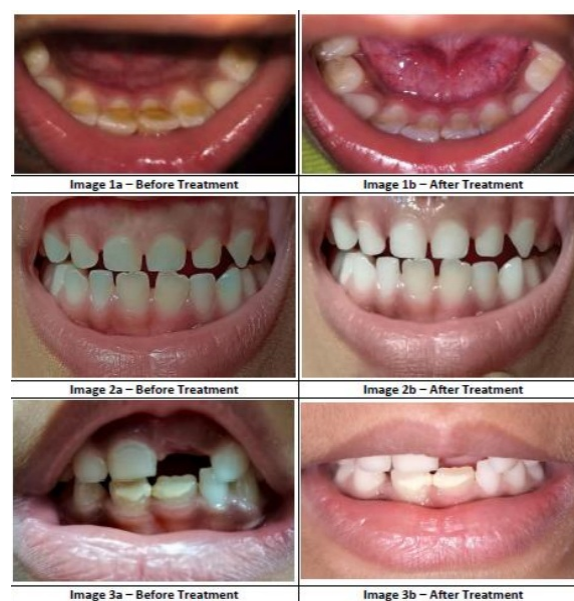 Image 1a – Before Treatment
Image 1b – After Treatment
Image 2a – Before Treatment
Image 2b – After Treatment
Image 3a – Before Treatment
Image 3b – After Treatment